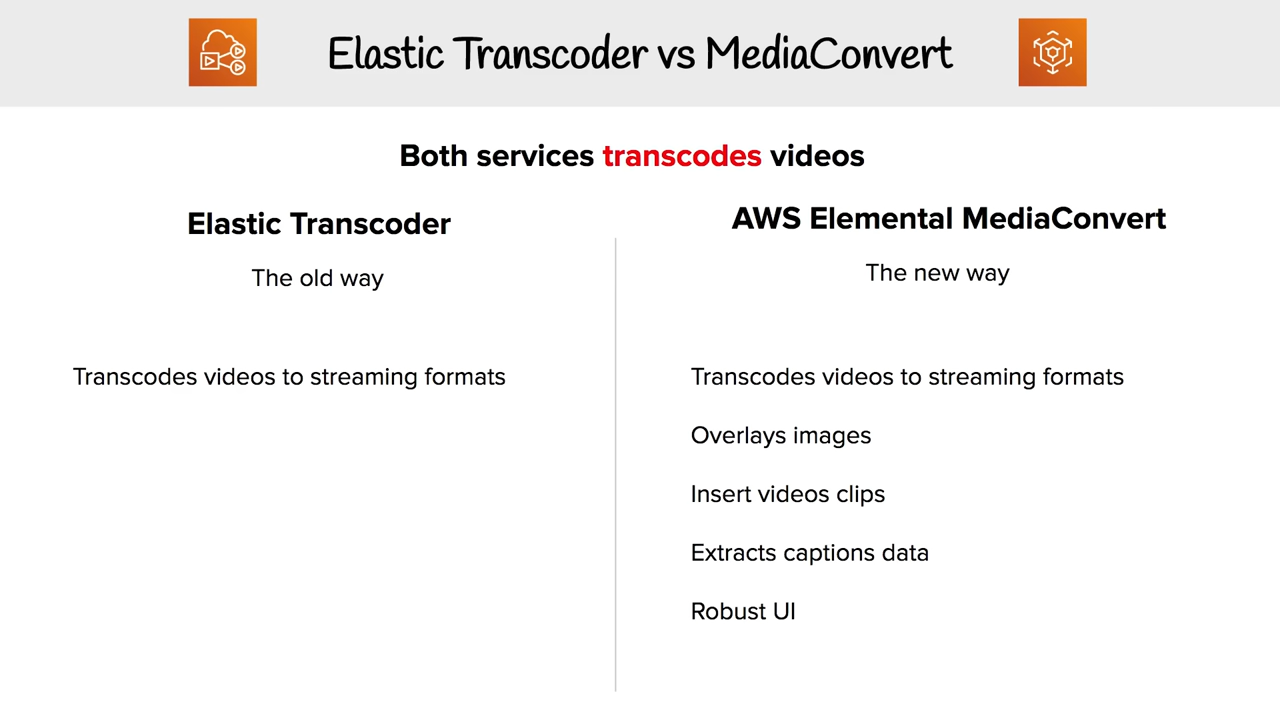 Elastic Transcoder vs MediaConvert
Both services transcodes videos
Elastic Transcoder
The old way
Transcodes videos to streaming formats
AWS Elemental MediaConvert
The new way
Transcodes videos to streaming formats
Overlays images
Insert videos clips
Extracts captions data
Robust UI